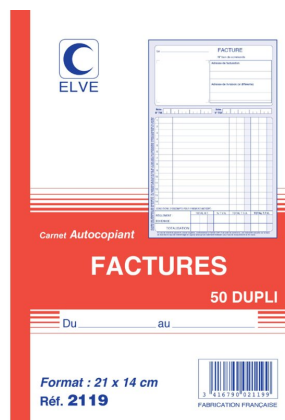 ELVE
FACTURE
Carnet Autocopiant
FACTURES
50 DUPLI
Du au
Format : 21 x 14 cm
Réf. 2119
3 416790 021199
FABRICATION FRANÇAISE